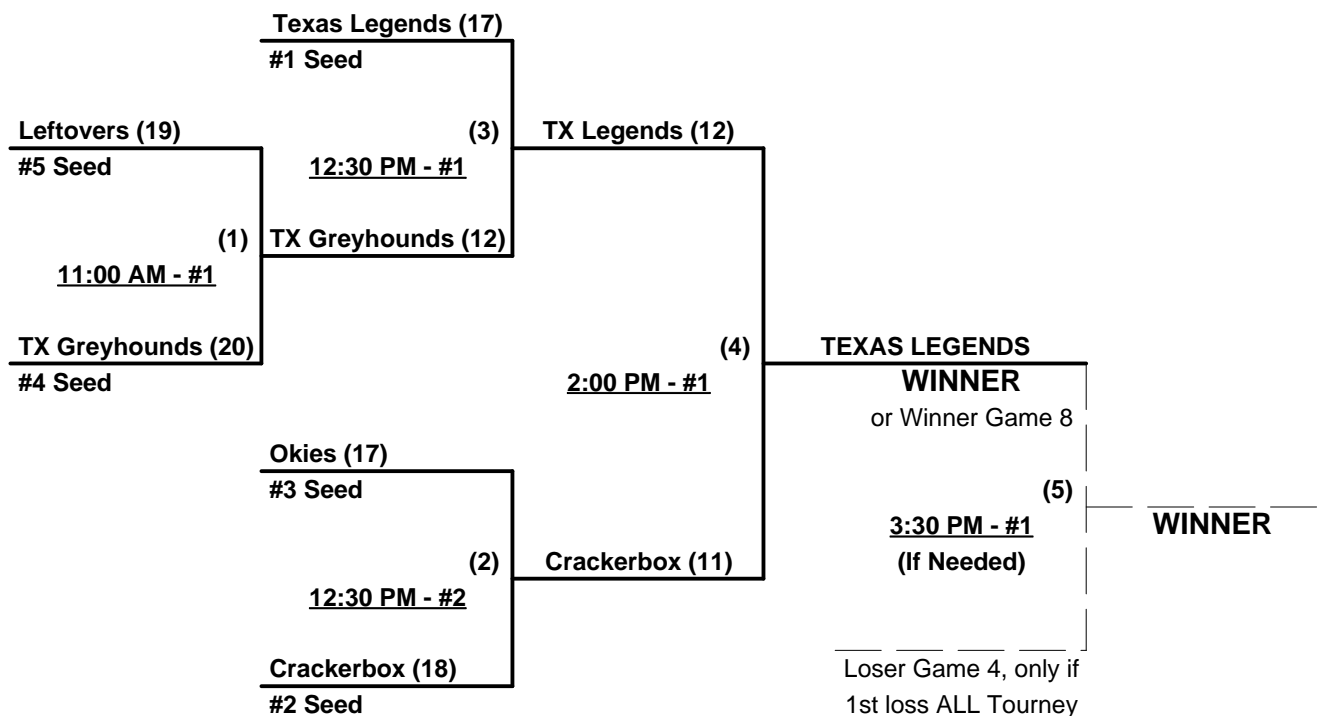 Texas Legends (17)
#1 Seed
Leftovers (19)
#5 Seed
(3)
12:30 PM - #1
TX Legends (12)
(1)
11:00 AM - #1
TX Greyhounds (12)
TX Greyhounds (20)
#4 Seed
(4)
2:00 PM - #1
TEXAS LEGENDS
WINNER
or Winner Game 8
Okies (17)
#3 Seed
(5)
3:30 PM - #1
(If Needed)
WINNER
(2)
12:30 PM - #2
Crackerbox (11)
Crackerbox (18)
#2 Seed
Loser Game 4, only if
1st loss ALL Tourney